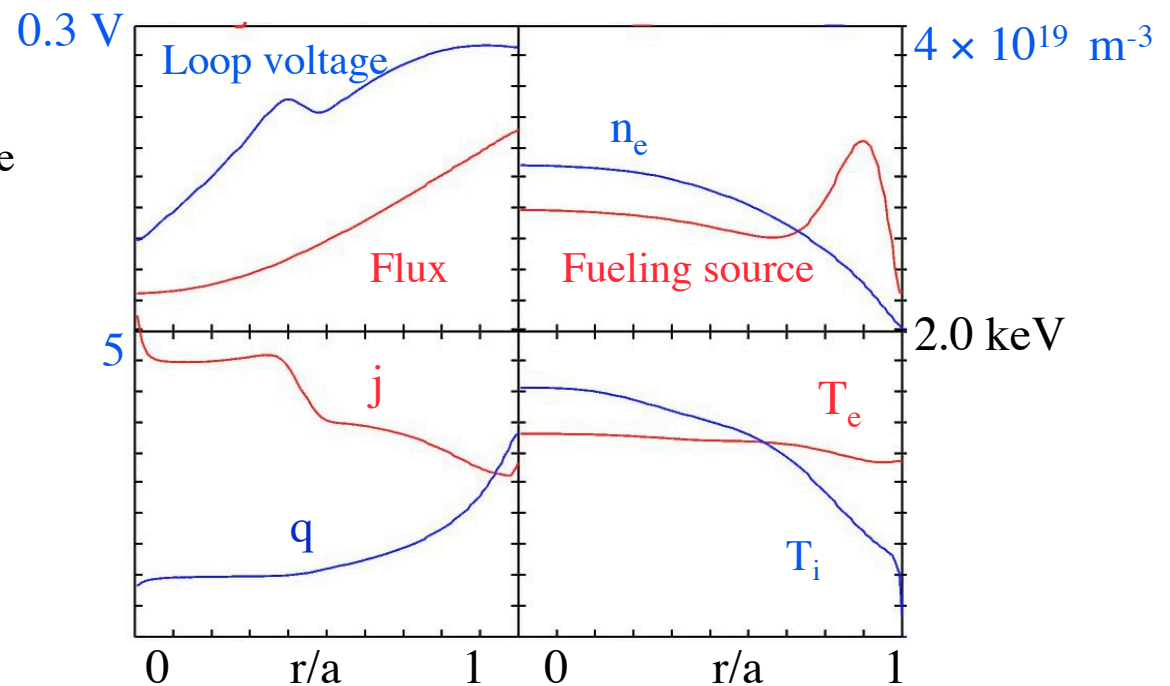 0.3 V
Loop voltage
Flux
4 × 10¹⁹ m⁻³
nₑ
Fueling source
e
5
j
q
2.0 keV
Tₑ
Tᵢ
0 r/a 1
0 r/a 1